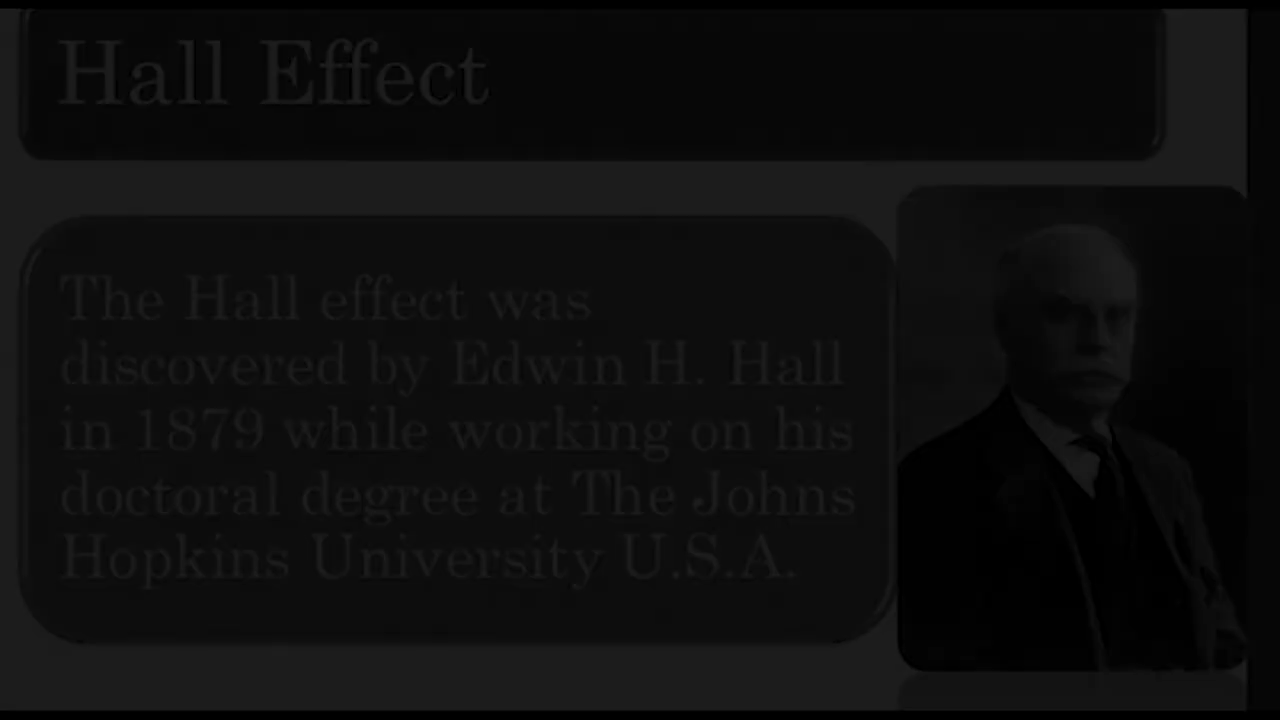 Hall Effect
The Hall effect was
discovered by Edwin H. Hall
in 1879 while working on his
doctoral degree at The Johns
Hopkins University U.S.A.